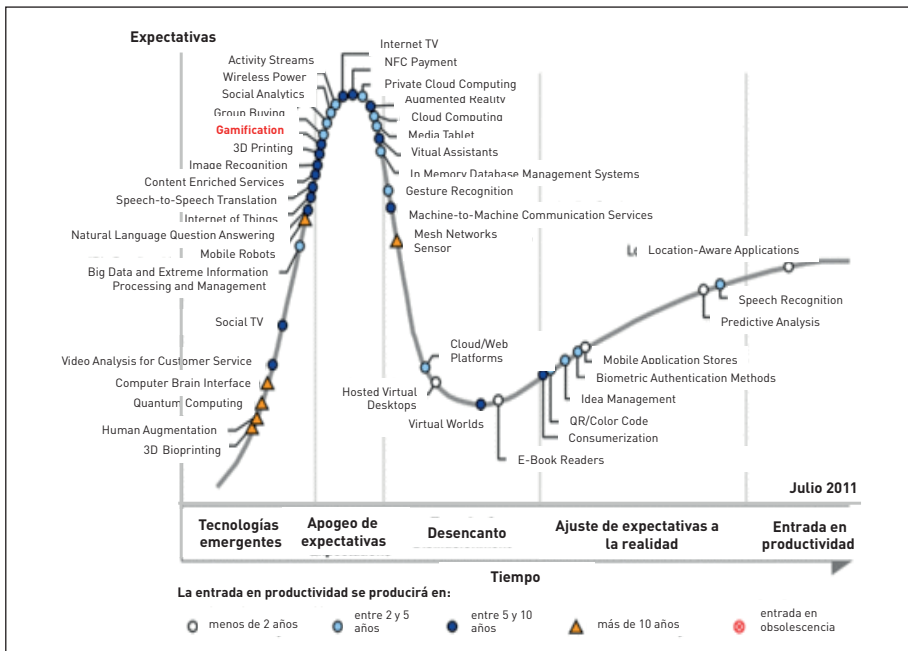 Expectativas
Internet TV
NFC Payment
Activity Streams
Wireless Power
Private Cloud Computing
Social Analytics
Augmented Reality
Group Buying
Cloud Computing
Gamification
Media Tablet
3D Printing
Vitual Assistants
Image Recognition
In Memory Database Management Systems
Content Enriched Services
Gesture Recognition
Speech-to-Speech Translation
Machine-to-Machine Communication Services
Internet of Things
Natural Language Question Answering
Mesh Networks
Sensor
Mobile Robots
Location-Aware Applications
Big Data and Extreme Information
Processing and Management
Speech Recognition
Social TV
Predictive Analysis
Cloud/Web
Platforms
Video Analysis for Customer Service
Mobile Application Stores
Computer Brain Interface
Biometric Authentication Methods
Hosted Virtual
Desktops
Quantum Computing
Idea Management
Virtual Worlds
QR/Color Code
Human Augmentation
Consumerization
3D Bioprinting
E-Book Readers
Julio 2011
Tecnologías
emergentes
Apogeo de
expectativas
Desencanto
Ajuste de expectativas a
la realidad
Entrada en
productividad
Tiempo
La entrada en productividad se producirá en:
menos de 2 años
entre 2 y 5
años
entre 5 y 10
años
más de 10 años
entrada en
obsolescencia